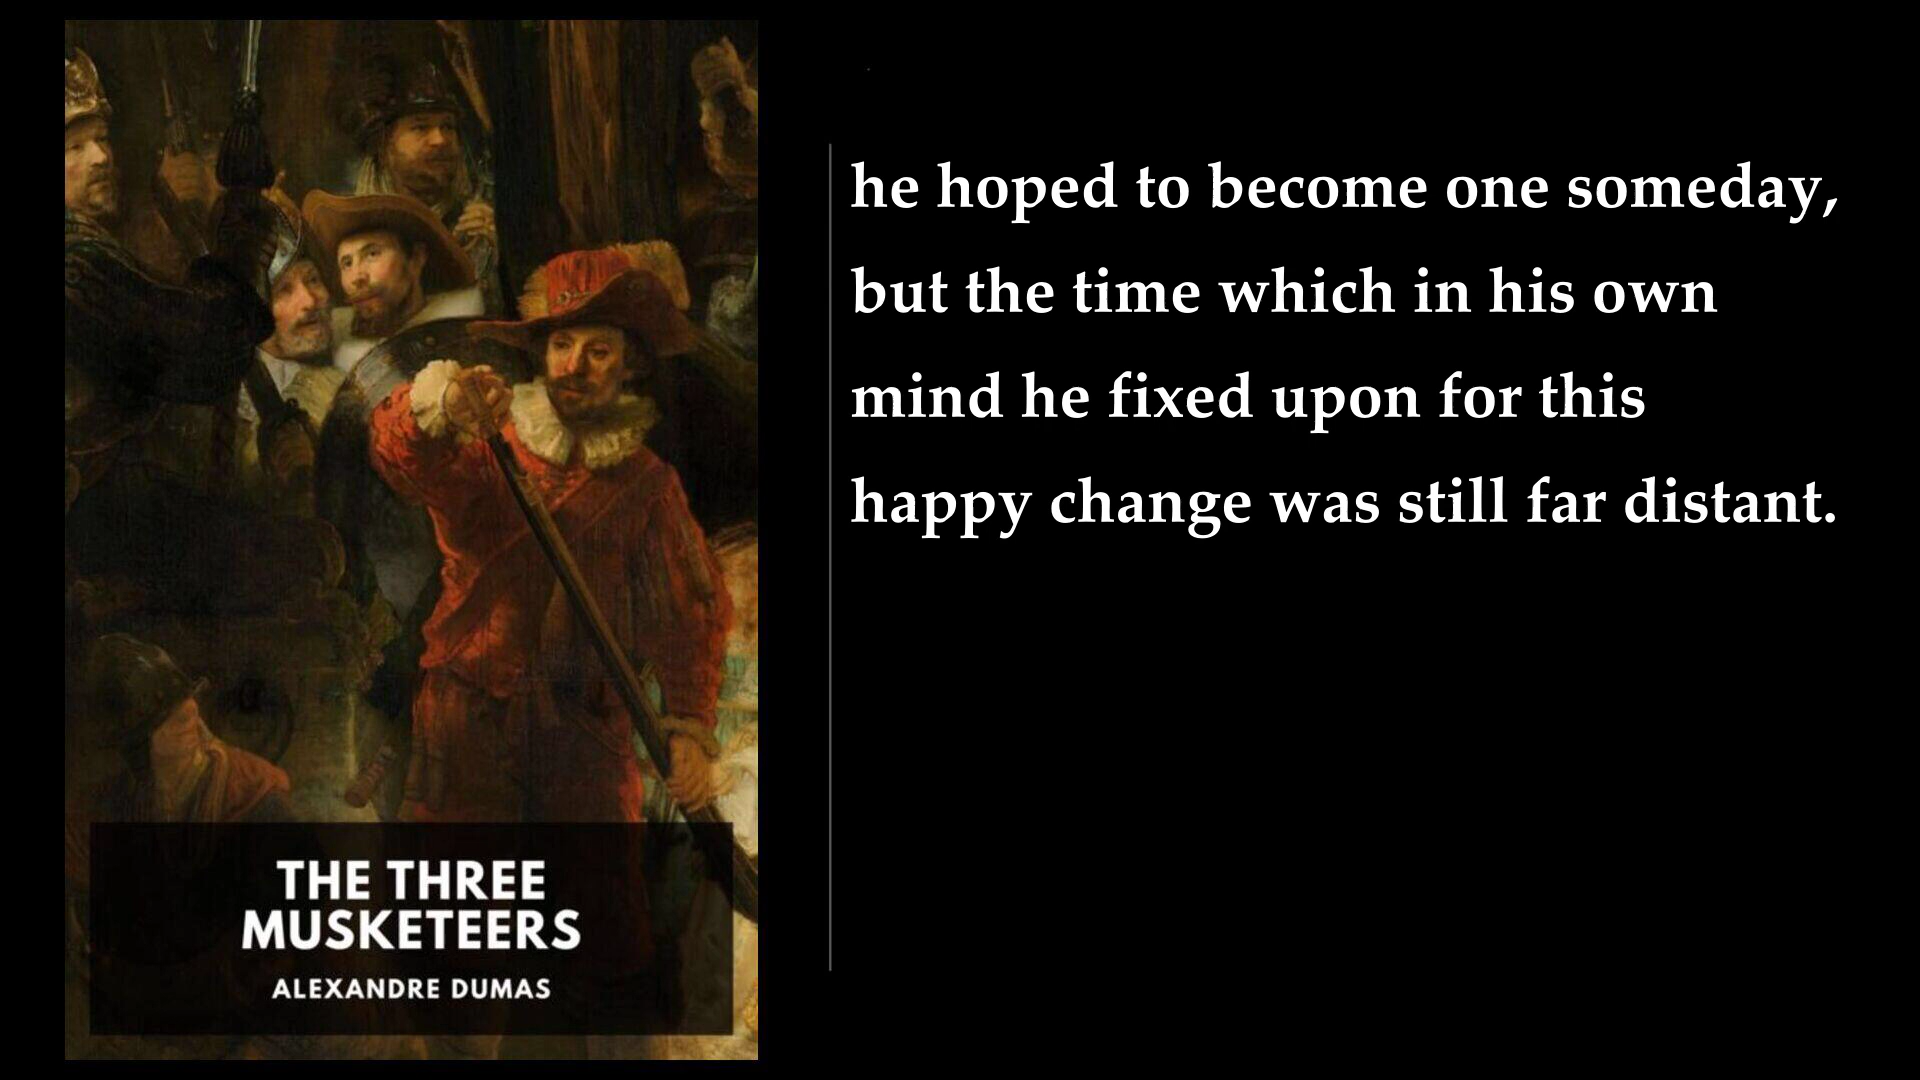 he hoped to become one someday,
but the time which in his own
mind he fixed upon for this
happy change was still far distant.
THE THREE
MUSKETEERS
ALEXANDRE DUMAS